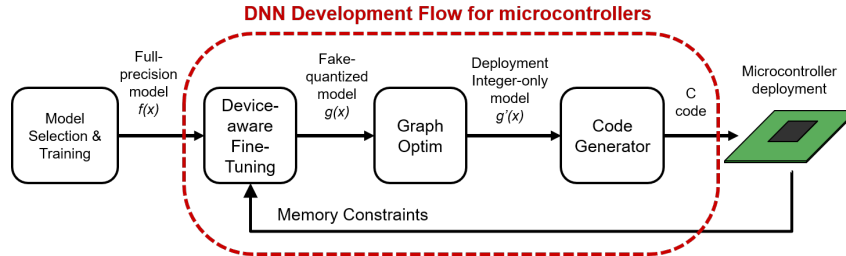 DNN Development Flow for microcontrollers
Full-
precision
model
f(x)
Fake-
quantized
model
g(x)
Deployment
Integer-only
model
g'(x)
C
code
Microcontroller
deployment
Model
Selection &
Training
Device-
aware
Fine-
Tuning
Graph
Optim
Code
Generator
Memory Constraints